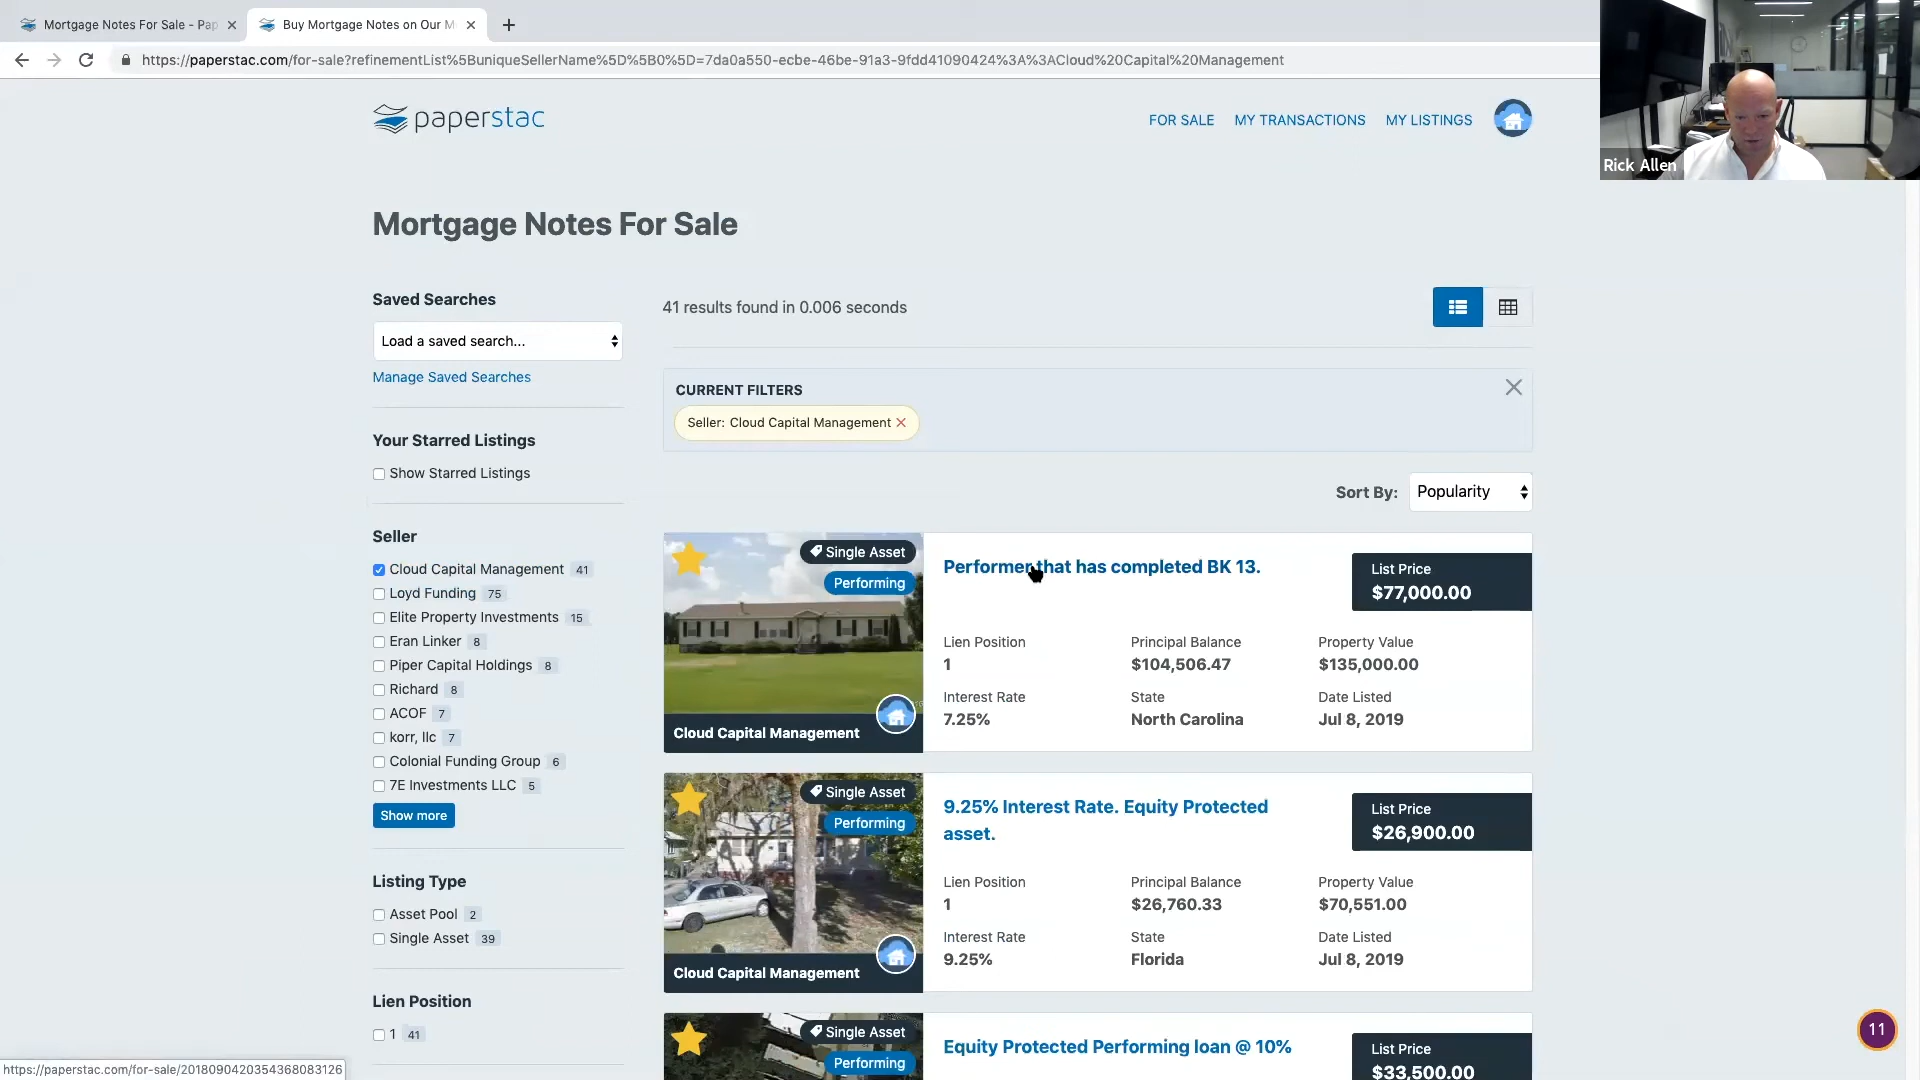 Mortgage Notes For Sale - Pap
Buy Mortgage Notes on Our M
https://paperstac.com/for-sale?refinementList%5BuniqueSellerName%5D%5B0%5D=7da0a550-ecbe-46be-91a3-9fdd41090424%3A%3ACloud%20Capital%20Management
Rick Allen
paperstac
FOR SALE
MY TRANSACTIONS
MY LISTINGS
Mortgage Notes For Sale
Saved Searches
Load a saved search...
Manage Saved Searches
Your Starred Listings
Show Starred Listings
Seller
Cloud Capital Management 41
Loyd Funding 75
Elite Property Investments 15
Eran Linker 8
Piper Capital Holdings 8
Richard 8
ACOF 7
korr, llc 7
Colonial Funding Group 6
7E Investments LLC 5
Show more
Listing Type
Asset Pool 2
Single Asset 39
Lien Position
1 41
41 results found in 0.006 seconds
CURRENT FILTERS
Seller: Cloud Capital Management
Sort By: Popularity
Single Asset
Performing
Cloud Capital Management
Performer that has completed BK 13.
List Price
$77,000.00
Lien Position
1
Principal Balance
$104,506.47
Property Value
$135,000.00
Interest Rate
7.25%
State
North Carolina
Date Listed
Jul 8, 2019
Single Asset
Performing
Cloud Capital Management
9.25% Interest Rate. Equity Protected
asset.
List Price
$26,900.00
Lien Position
1
Principal Balance
$26,760.33
Property Value
$70,551.00
Interest Rate
9.25%
State
Florida
Date Listed
Jul 8, 2019
Single Asset
Performing
Equity Protected Performing loan @ 10%
List Price
$33,500.00
11
https://paperstac.com/for-sale/2018090420354368083126